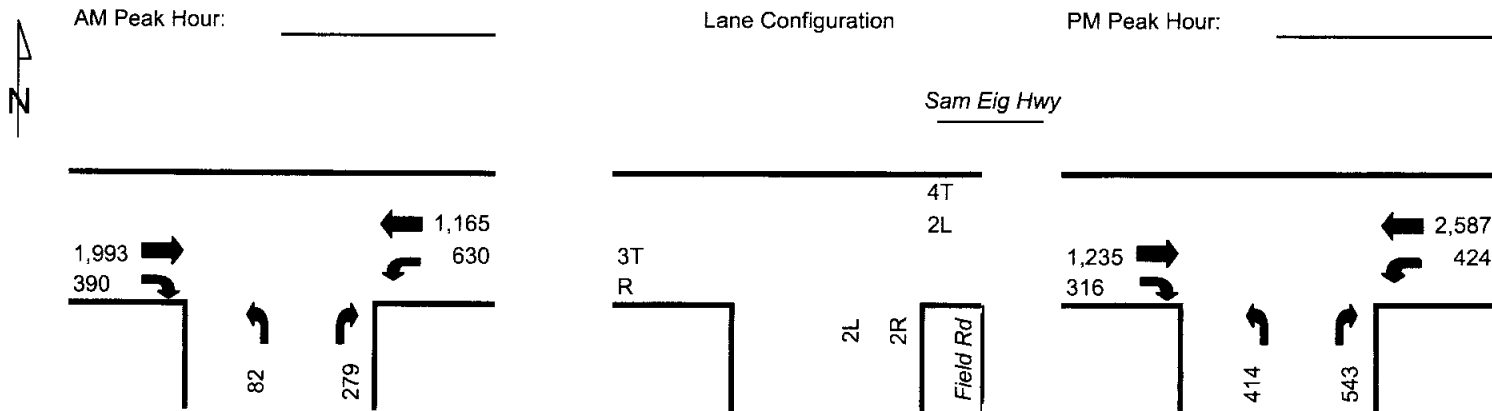 AM Peak Hour:
Lane Configuration
PM Peak Hour:
N
Sam Eig Hwy
1,993
390
1,165
630
82
279
3T
R
4T
2L
2L
2R
Field Rd
1,235
316
2,587
424
414
543